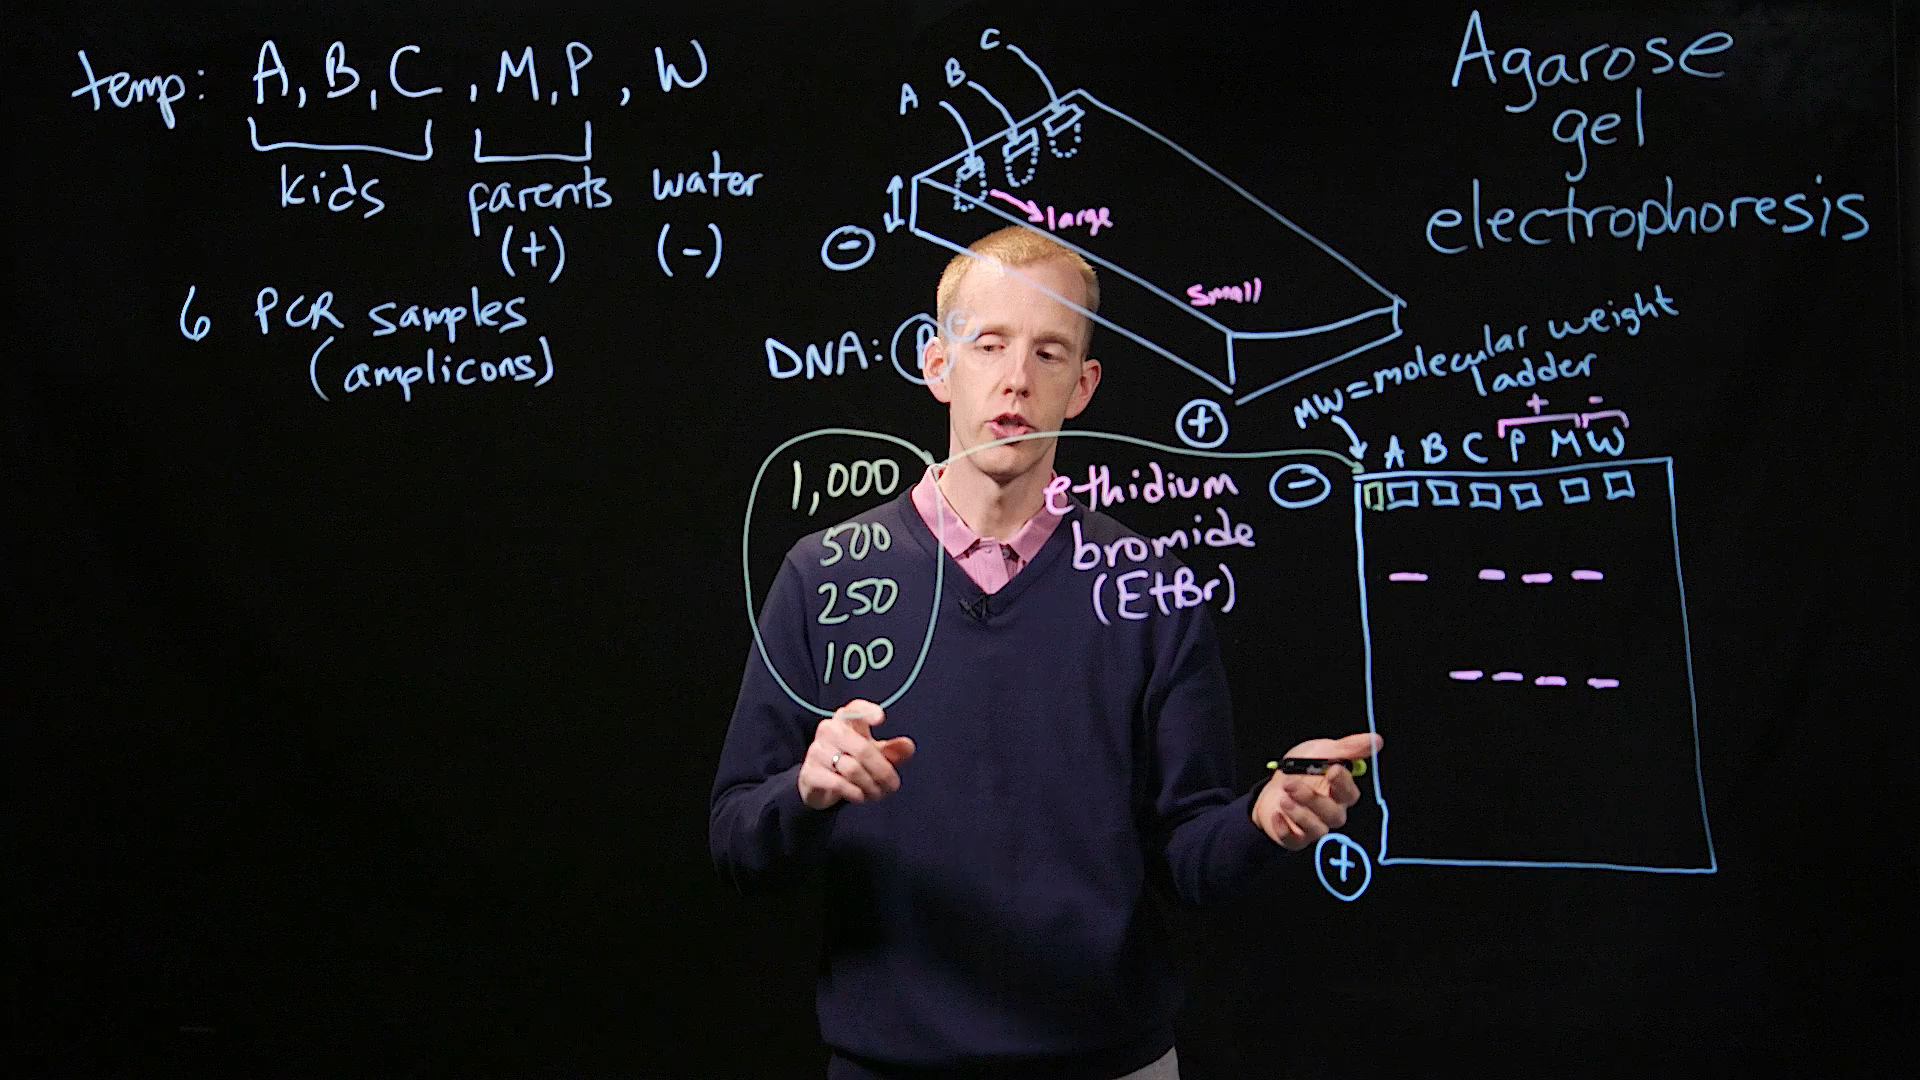 temp: A, B, C, M, P, W
kids
parents
water
(+)
(-)
6 PCR samples
(amplicons)
A
B
C
large
small
-
+
Agarose
gel
electrophoresis
DNA:
MW = molecular weight
ladder
+ -
A B C P M W
-
+
1,000
500
250
100
ethidium
bromide
(EtBr)